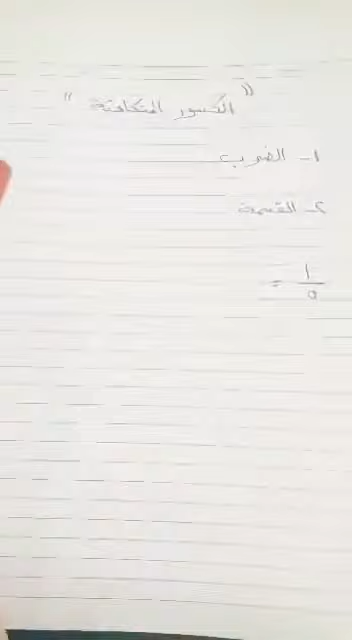 " الكسور المتكافئة "
١- الضرب
٢- القسمة
١/٥ =